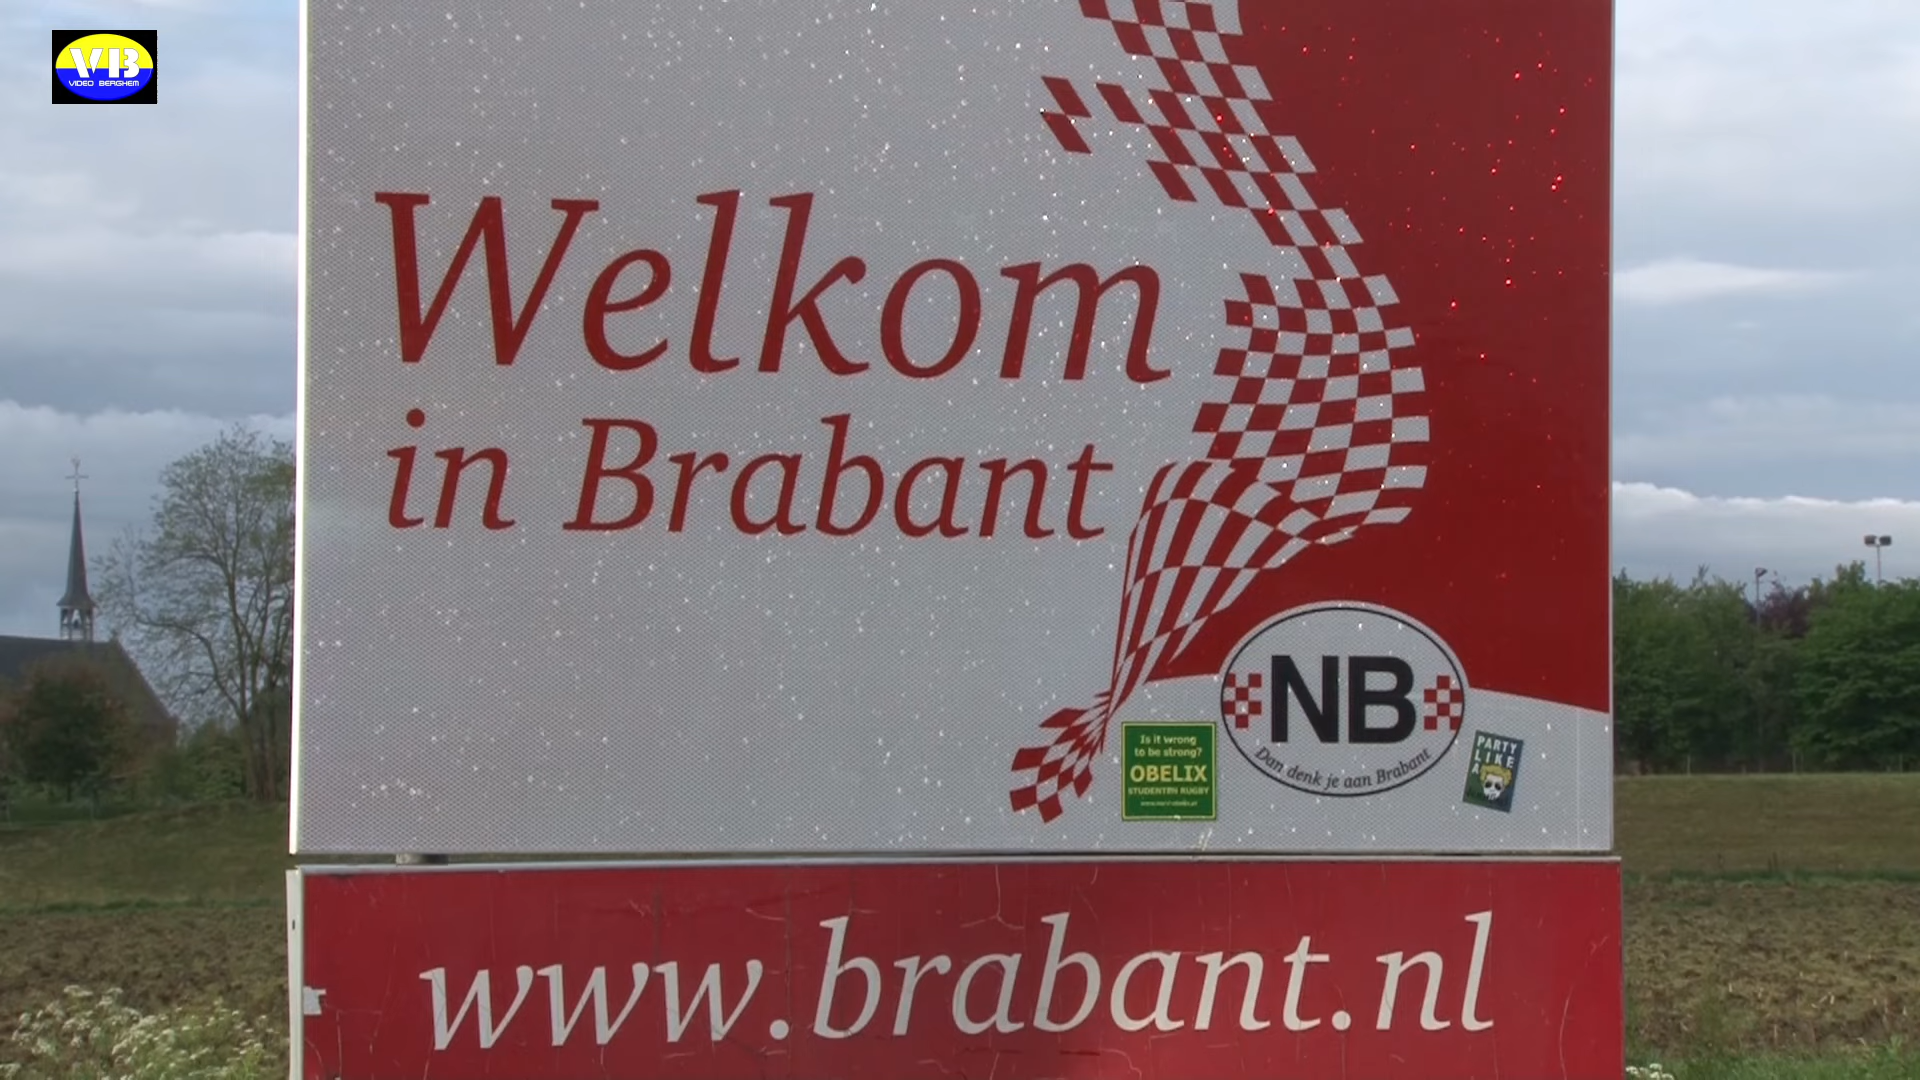 VB
VIDEO BERGHEM
Welkom
in Brabant
NB
Dan denk je aan Brabant
Is it wrong
to be strong?
OBELIX
STUDENTEN RUGBY
PARTY
LIKE
A
www.brabant.nl